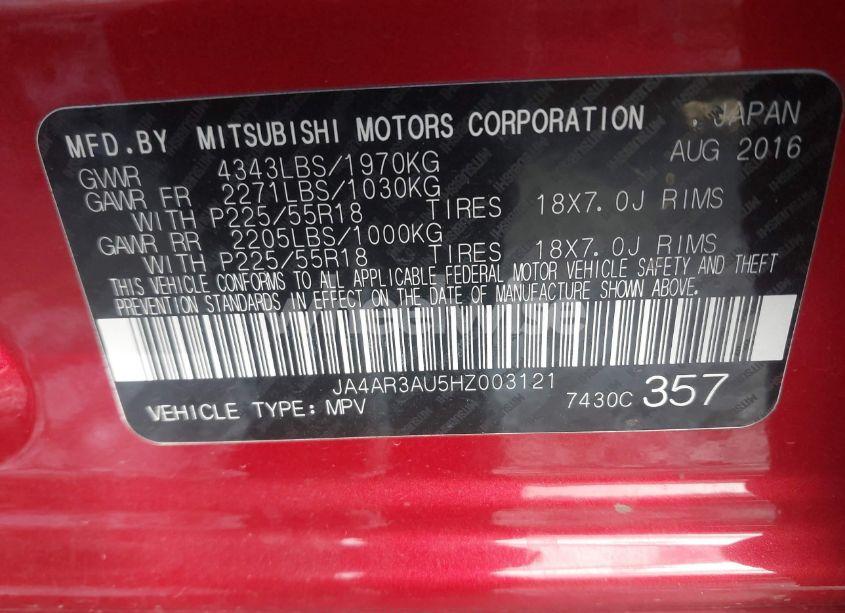 MFD.BY MITSUBISHI MOTORS CORPORATION . JAPAN
GVWR 4343LBS/1970KG AUG 2016
GAWR FR 2271LBS/1030KG
WITH P225/55R18 TIRES 18X7.0J RIMS
GAWR RR 2205LBS/1000KG
WITH P225/55R18 TIRES 18X7.0J RIMS
THIS VEHICLE CONFORMS TO ALL APPLICABLE FEDERAL MOTOR VEHICLE SAFETY AND THEFT
PREVENTION STANDARDS IN EFFECT ON THE DATE OF MANUFACTURE SHOWN ABOVE.
JA4AR3AU5HZ003121
VEHICLE TYPE: MPV 7430C 357